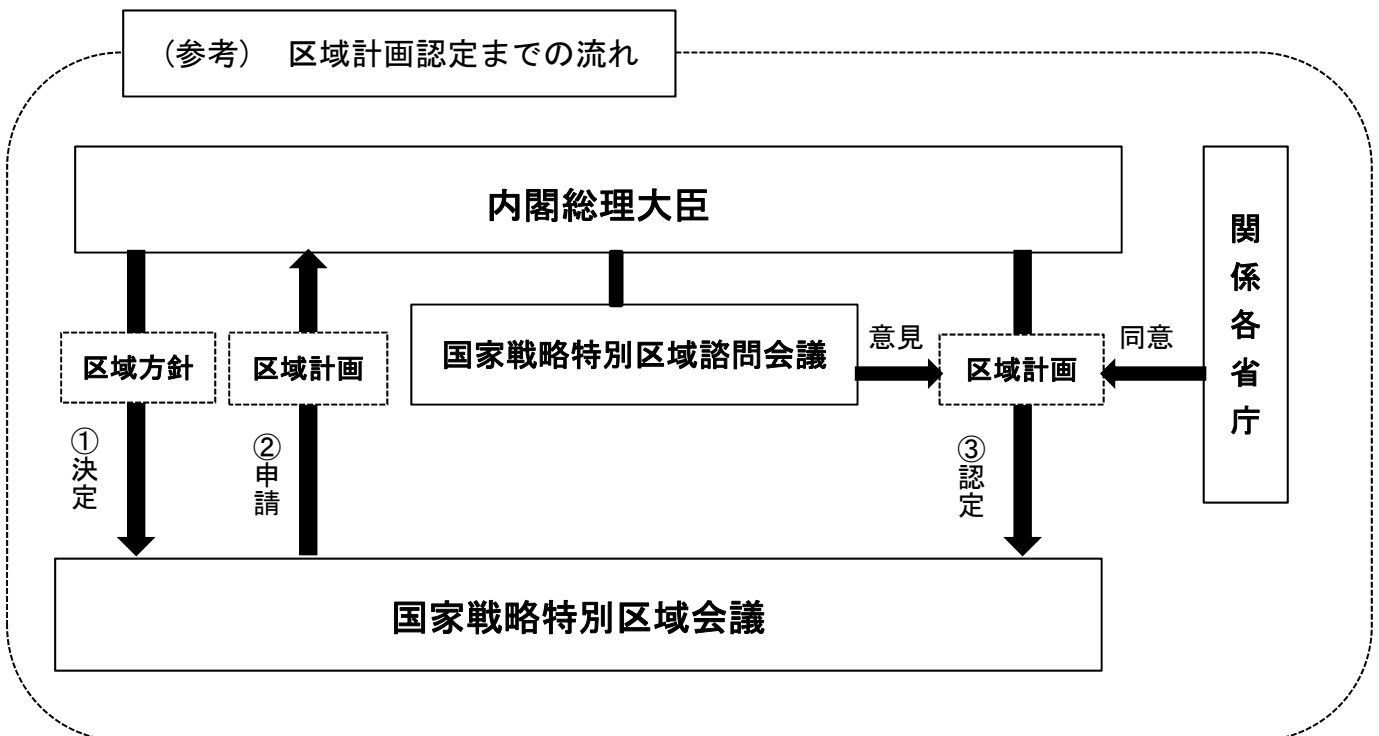 （参考）　区域計画認定までの流れ
内閣総理大臣
関係各省庁
区域方針
区域計画
国家戦略特別区域諮問会議
意見
区域計画
同意
①決定
②申請
③認定
国家戦略特別区域会議